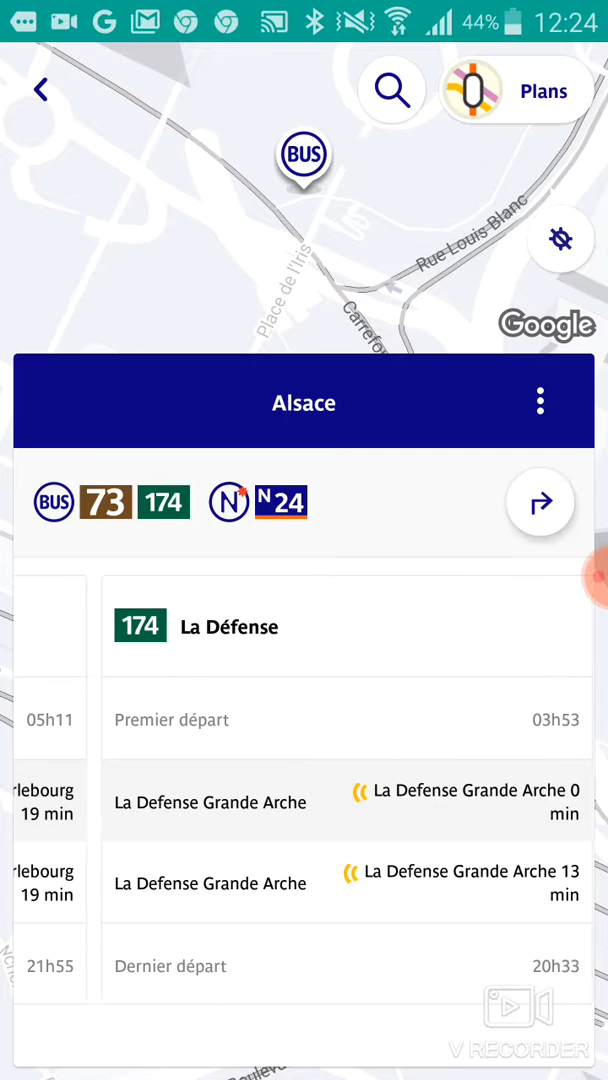 44% 12:24
Plans
BUS
Rue Louis Blanc
Place de l'Iris
Carrefo
Google
Alsace
BUS 73 174 N N24
174 La Défense
05h11 Premier départ 03h53
rlebourg
19 min
La Defense Grande Arche
La Defense Grande Arche 0
min
rlebourg
19 min
La Defense Grande Arche
La Defense Grande Arche 13
min
21h55 Dernier départ 20h33
V RECORDER